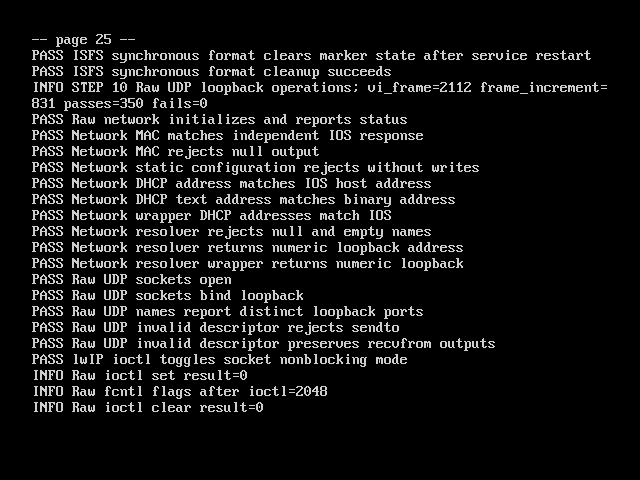 -- page 25 --
PASS ISFS synchronous format clears marker state after service restart
PASS ISFS synchronous format cleanup succeeds
INFO STEP 10 Raw UDP loopback operations; vi_frame=2112 frame_increment=
831 passes=350 fails=0
PASS Raw network initializes and reports status
PASS Network MAC matches independent IOS response
PASS Network MAC rejects null output
PASS Network static configuration rejects without writes
PASS Network DHCP address matches IOS host address
PASS Network DHCP text address matches binary address
PASS Network wrapper DHCP addresses match IOS
PASS Network resolver rejects null and empty names
PASS Network resolver returns numeric loopback address
PASS Network resolver wrapper returns numeric loopback
PASS Raw UDP sockets open
PASS Raw UDP sockets bind loopback
PASS Raw UDP names report distinct loopback ports
PASS Raw UDP invalid descriptor rejects sendto
PASS Raw UDP invalid descriptor preserves recvfrom outputs
PASS lwIP ioctl toggles socket nonblocking mode
INFO Raw ioctl set result=0
INFO Raw fcntl flags after ioctl=2048
INFO Raw ioctl clear result=0